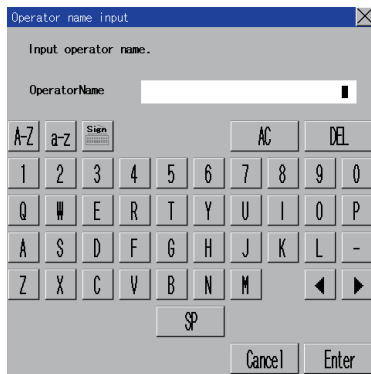 Operator name input
Input operator name.
OperatorName
A-Z a-z Sign AC DEL
1 2 3 4 5 6 7 8 9 0
Q W E R T Y U I O P
A S D F G H J K L -
Z X C V B N M
SP
Cancel Enter